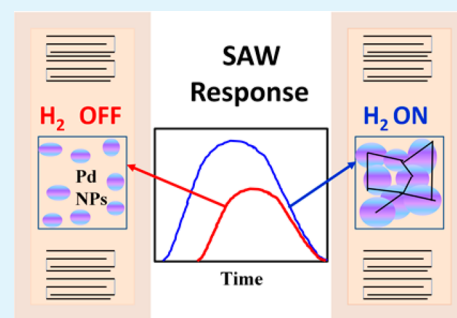 SAW
Response
H2 OFF
Pd
NPs
H2 ON
Time